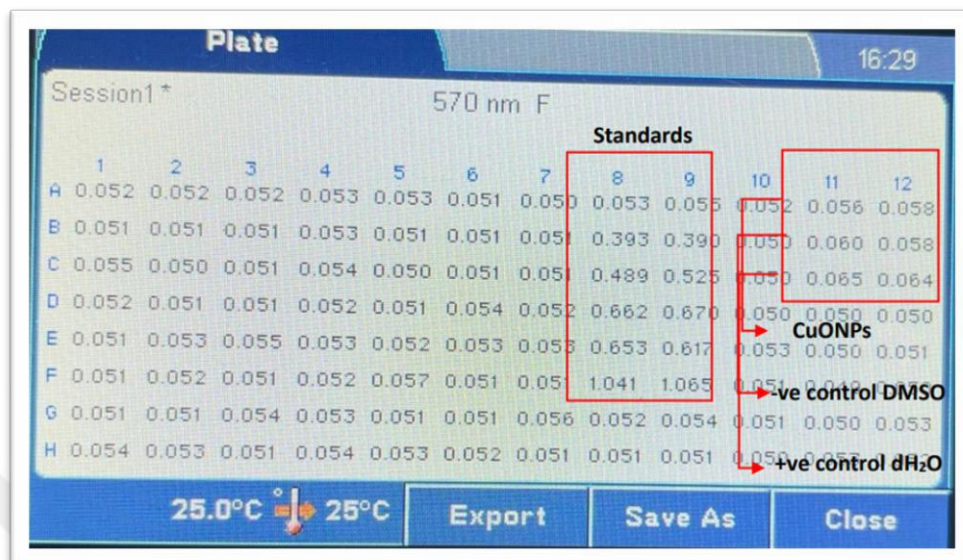 Plate
16:29
Session1 *
570 nm F
Standards
1 2 3 4 5 6 7 8 9 10 11 12
A 0.052 0.052 0.052 0.053 0.053 0.051 0.050 0.053 0.055 0.052 0.056 0.058
B 0.051 0.051 0.051 0.053 0.051 0.051 0.051 0.393 0.390 0.050 0.060 0.058
C 0.055 0.050 0.051 0.054 0.050 0.051 0.051 0.489 0.525 0.050 0.065 0.064
D 0.052 0.051 0.051 0.052 0.051 0.054 0.052 0.662 0.670 0.050 0.050 0.050
CuONPs
E 0.051 0.053 0.055 0.053 0.052 0.053 0.053 0.653 0.617 0.053 0.050 0.051
F 0.051 0.052 0.051 0.052 0.057 0.051 0.051 1.041 1.065 0.051
-ve control DMSO
G 0.051 0.051 0.054 0.053 0.051 0.051 0.056 0.052 0.054 0.051 0.050 0.053
H 0.054 0.053 0.051 0.054 0.053 0.052 0.051 0.051 0.051
+ve control dH₂O
25.0°C 25°C
Export
Save As
Close